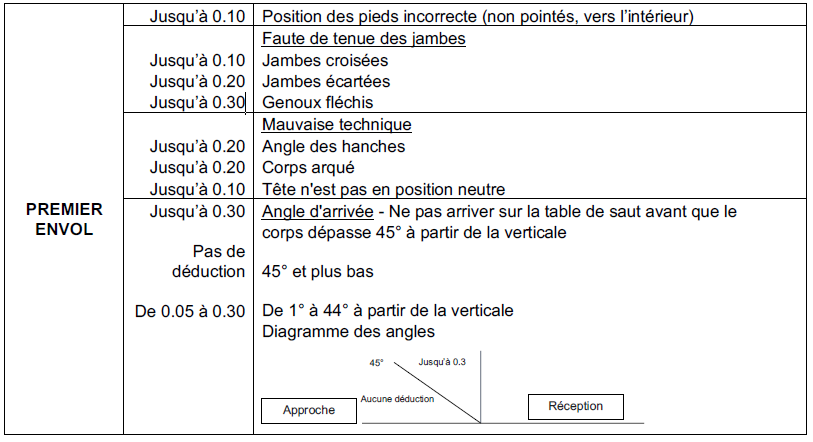 Jusqu'à 0.10 Position des pieds incorrecte (non pointés, vers l'intérieur)
Faute de tenue des jambes
Jusqu'à 0.10 Jambes croisées
Jusqu'à 0.20 Jambes écartées
Jusqu'à 0.30 Genoux fléchis
Mauvaise technique
Jusqu'à 0.20 Angle des hanches
Jusqu'à 0.20 Corps arqué
Jusqu'à 0.10 Tête n'est pas en position neutre
PREMIER
ENVOL
Jusqu'à 0.30 Angle d'arrivée - Ne pas arriver sur la table de saut avant que le
corps dépasse 45° à partir de la verticale
Pas de
déduction 45° et plus bas
De 0.05 à 0.30 De 1° à 44° à partir de la verticale
Diagramme des angles
45° Jusqu'à 0.3
Aucune déduction
Approche Réception